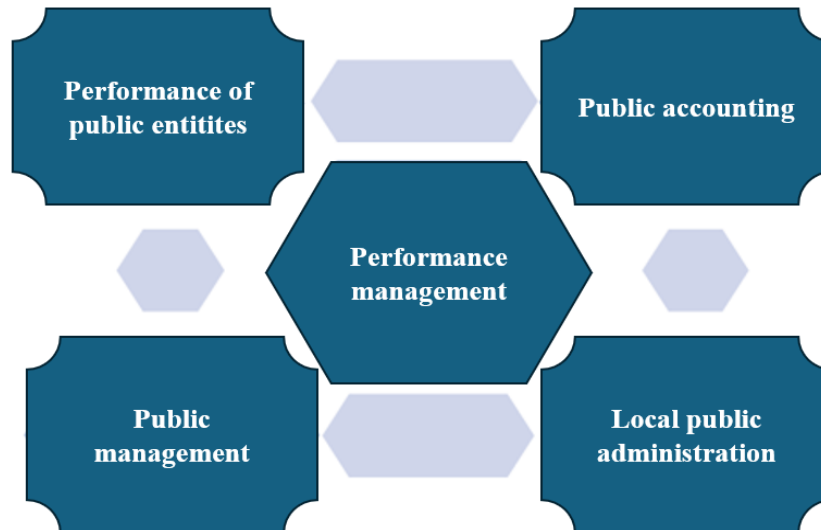 Performance of
public entitites
Public accounting
Performance
management
Public
management
Local public
administration